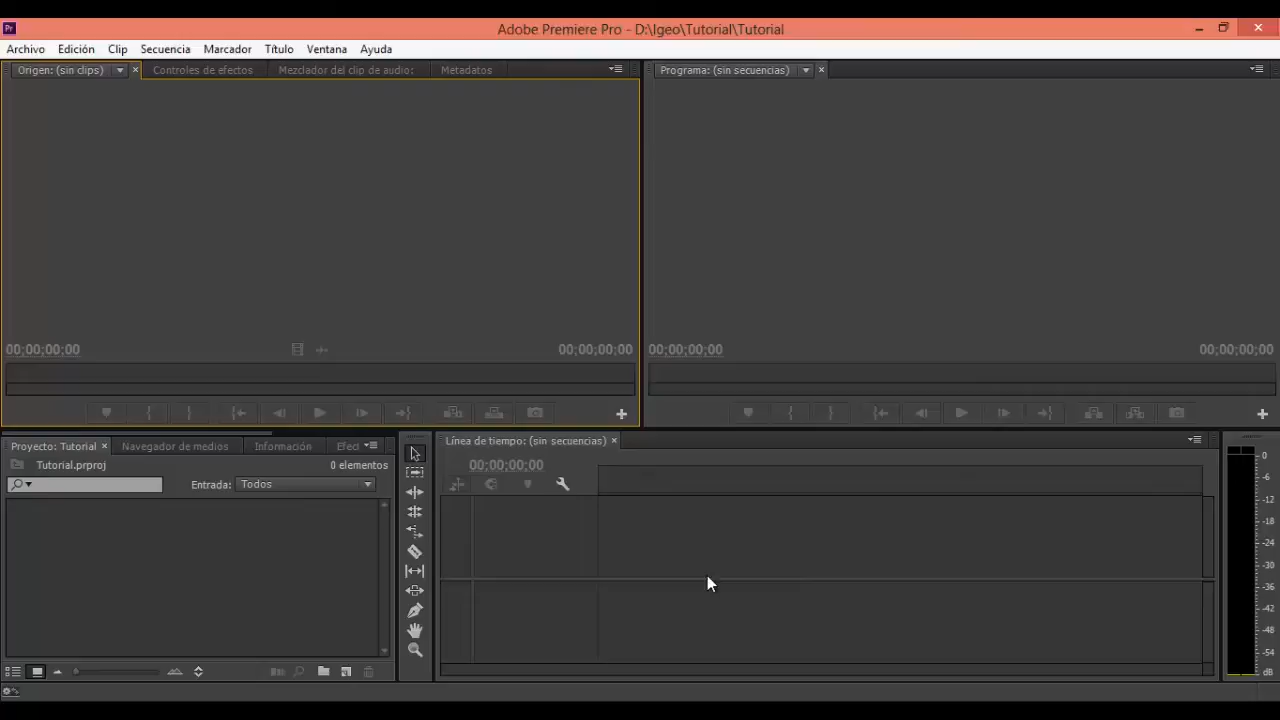 Pr
Adobe Premiere Pro - D:\Igeo\Tutorial\Tutorial
Archivo Edición Clip Secuencia Marcador Título Ventana Ayuda
Origen: (sin clips) Controles de efectos Mezclador del clip de audio: Metadatos
Programa: (sin secuencias)
00;00;00;00 00;00;00;00
00;00;00;00 00;00;00;00
Proyecto: Tutorial Navegador de medios Información Efect
Tutorial.prproj 0 elementos
Entrada: Todos
Línea de tiempo: (sin secuencias)
00;00;00;00
0
-6
-12
-18
-24
-30
-36
-42
-48
-54
dB